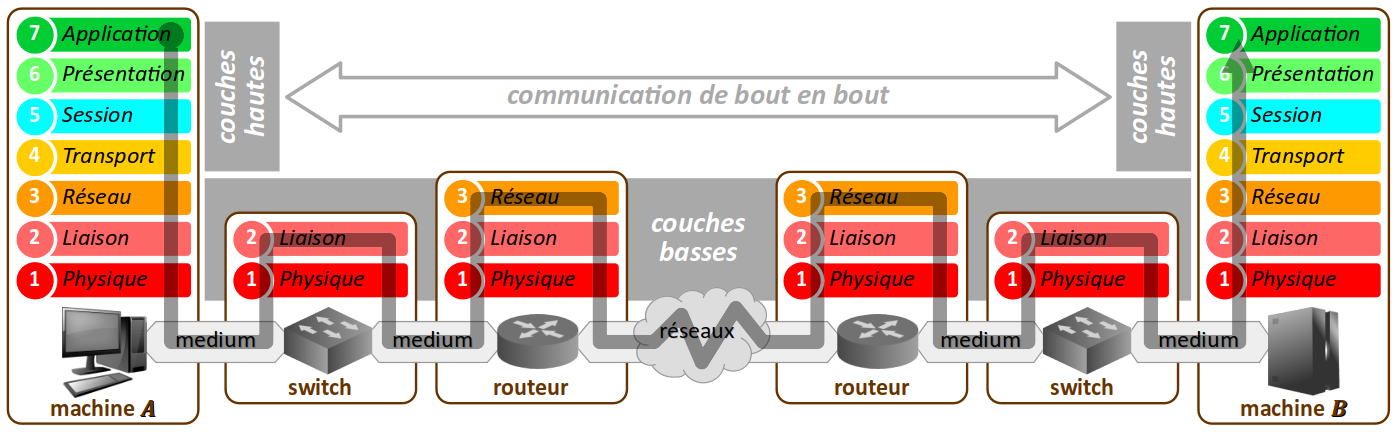 7 Application
6 Présentation
5 Session
4 Transport
3 Réseau
2 Liaison
1 Physique
machine A
couches
hautes
communication de bout en bout
couches
hautes
couches
basses
2 Liaison
1 Physique
switch
3 Réseau
2 Liaison
1 Physique
routeur
3 Réseau
2 Liaison
1 Physique
routeur
2 Liaison
1 Physique
switch
medium
medium
réseaux
medium
medium
7 Application
6 Présentation
5 Session
4 Transport
3 Réseau
2 Liaison
1 Physique
machine B